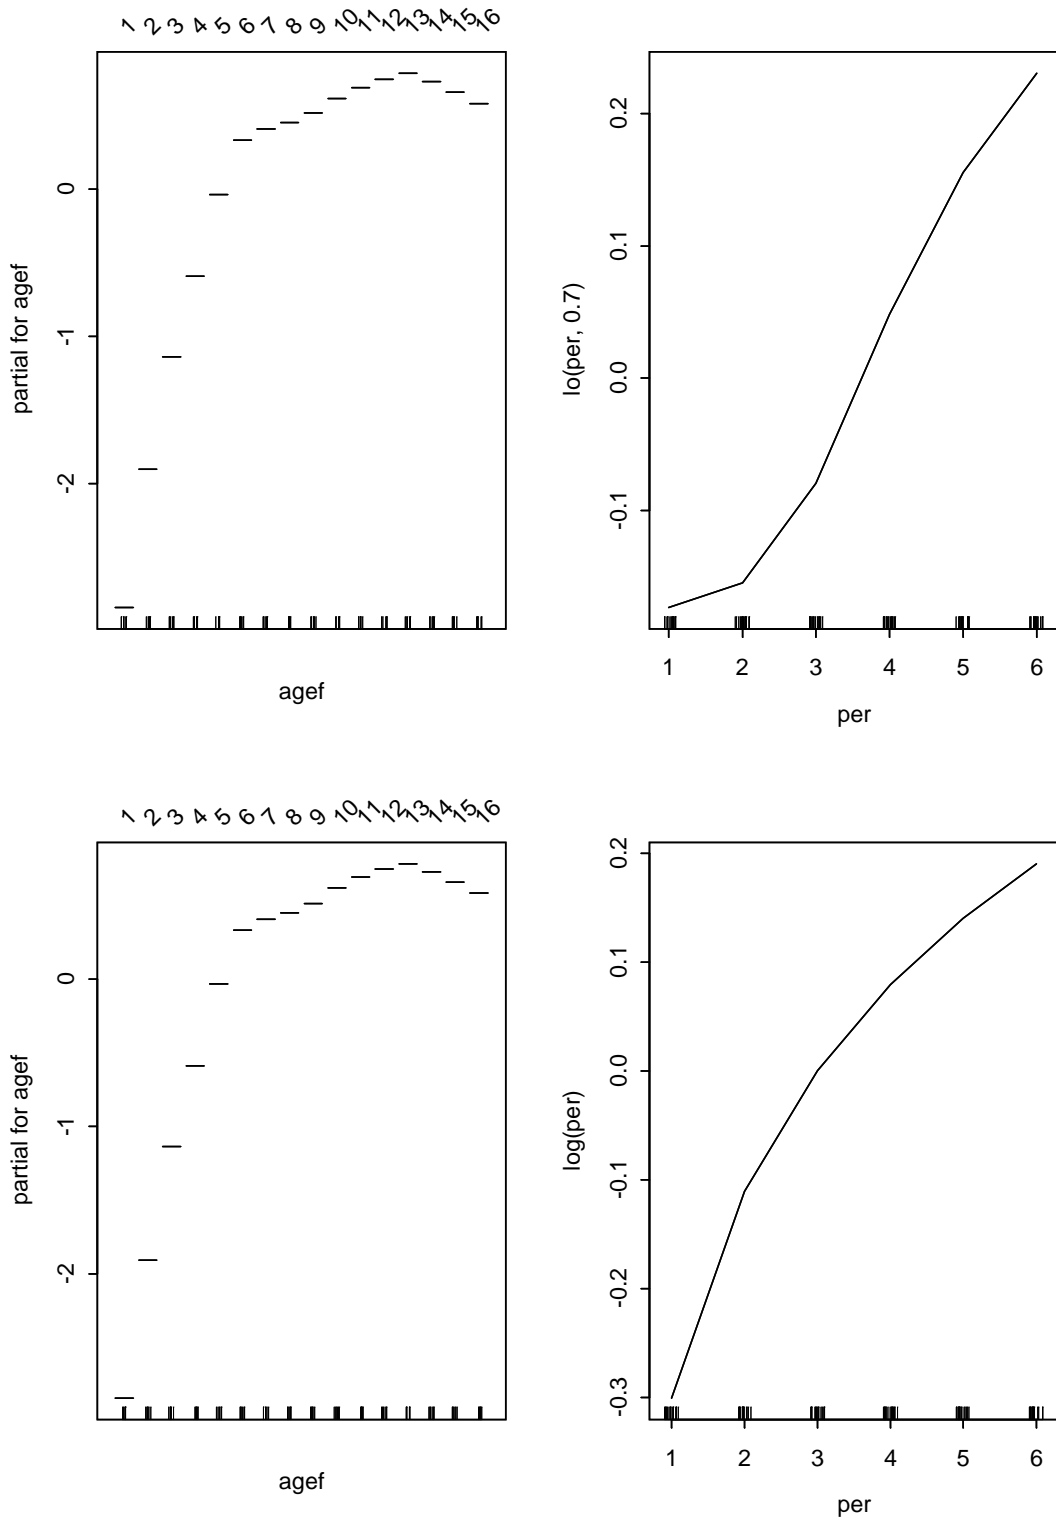 1 2 3 4 5 6 7 8 9 10 11 12 13 14 15 16
0
-1
-2
partial for agef
agef
0.2
0.1
0.0
-0.1
lo(per, 0.7)
1 2 3 4 5 6
per
1 2 3 4 5 6 7 8 9 10 11 12 13 14 15 16
0
-1
-2
partial for agef
agef
0.2
0.1
0.0
-0.1
-0.2
-0.3
log(per)
1 2 3 4 5 6
per